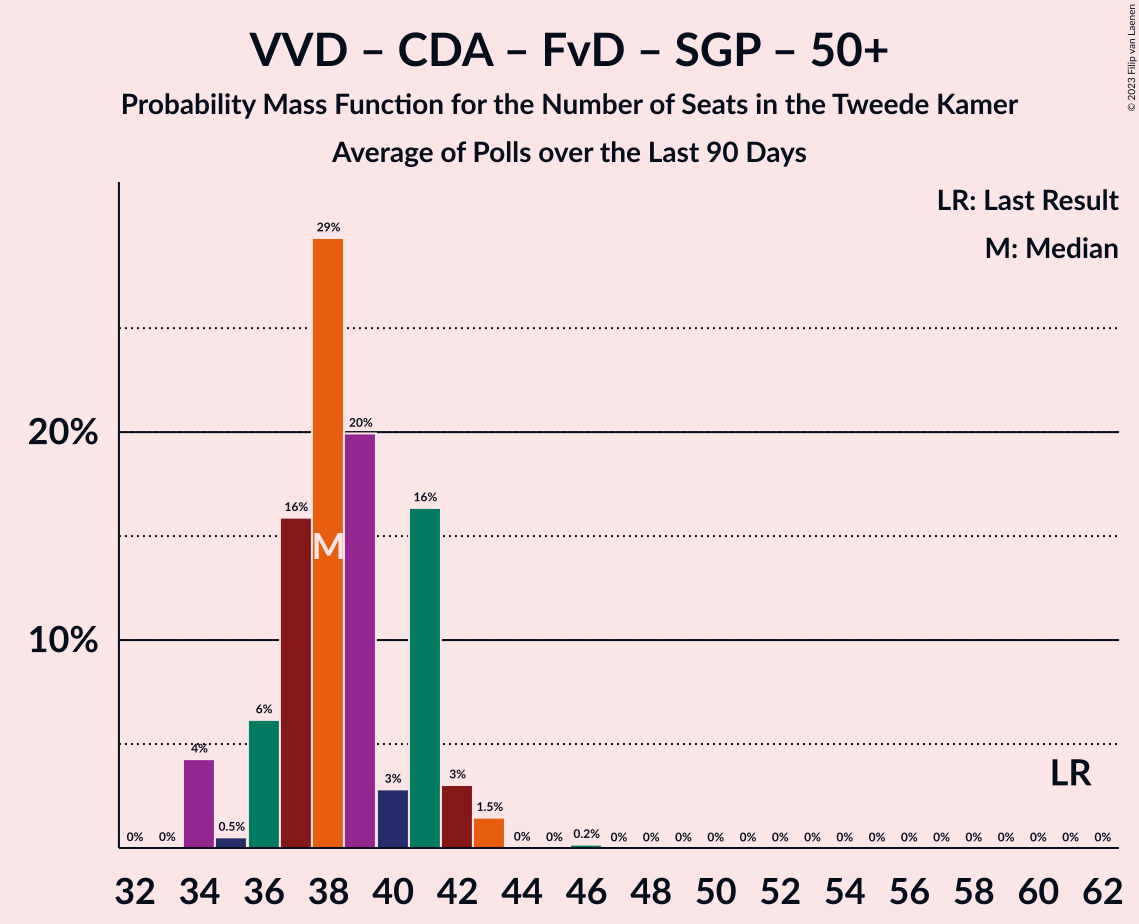 VVD – CDA – FvD – SGP – 50+
Probability Mass Function for the Number of Seats in the Tweede Kamer
Average of Polls over the Last 90 Days
© 2023 Filip van Laenen
LR: Last Result
M: Median
29%
20%
20%
16%
16%
M
10%
6%
4%
3%
3%
1.5%
LR
0% 0% 0.5% 0% 0% 0.2% 0% 0% 0% 0% 0% 0% 0% 0% 0% 0% 0% 0% 0% 0% 0% 0%
32 34 36 38 40 42 44 46 48 50 52 54 56 58 60 62